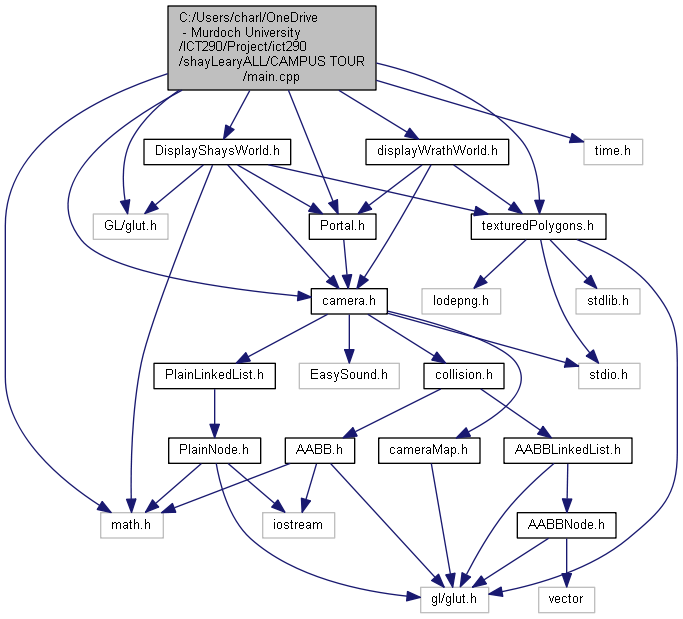 C:/Users/charl/OneDrive
- Murdoch University
/ICT290/Project/ict290
/shayLearyALL/CAMPUS TOUR
/main.cpp
DisplayShaysWorld.h
displayWrathWorld.h
time.h
GL/glut.h
Portal.h
texturedPolygons.h
camera.h
lodepng.h
stdlib.h
PlainLinkedList.h
EasySound.h
collision.h
stdio.h
PlainNode.h
AABB.h
cameraMap.h
AABBLinkedList.h
math.h
iostream
AABBNode.h
gl/glut.h
vector